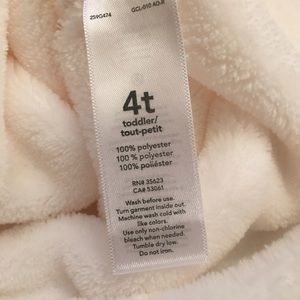 259G474 GCL-010 AD-R
4t
toddler/
tout-petit
100% polyester
100 % polyester
100% poliéster
RN# 35623
CA# 53061
Wash before use.
Turn garment inside out.
Machine wash cold with
like colors.
Use only non-chlorine
bleach when needed.
Tumble dry low.
Do not iron.